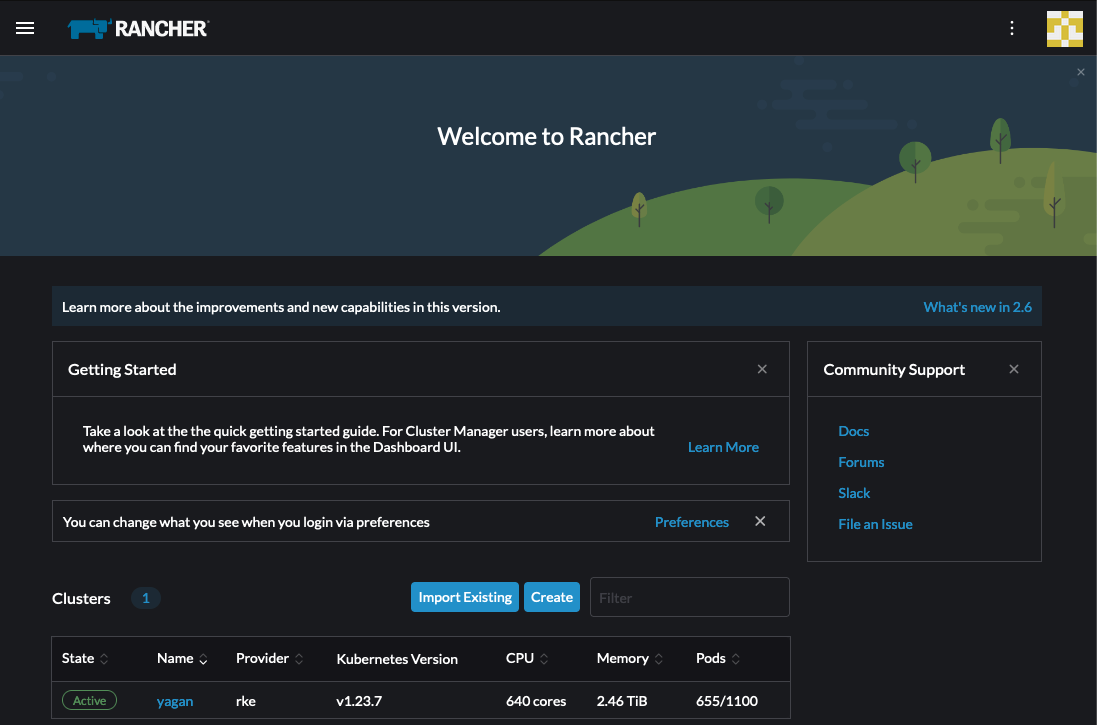 RANCHER
Welcome to Rancher
Learn more about the improvements and new capabilities in this version. What's new in 2.6
Getting Started
Take a look at the the quick getting started guide. For Cluster Manager users, learn more about
where you can find your favorite features in the Dashboard UI. Learn More
You can change what you see when you login via preferences Preferences
Community Support
Docs
Forums
Slack
File an Issue
Clusters 1 Import Existing Create Filter
State Name Provider Kubernetes Version CPU Memory Pods
Active yagan rke v1.23.7 640 cores 2.46 TiB 655/1100